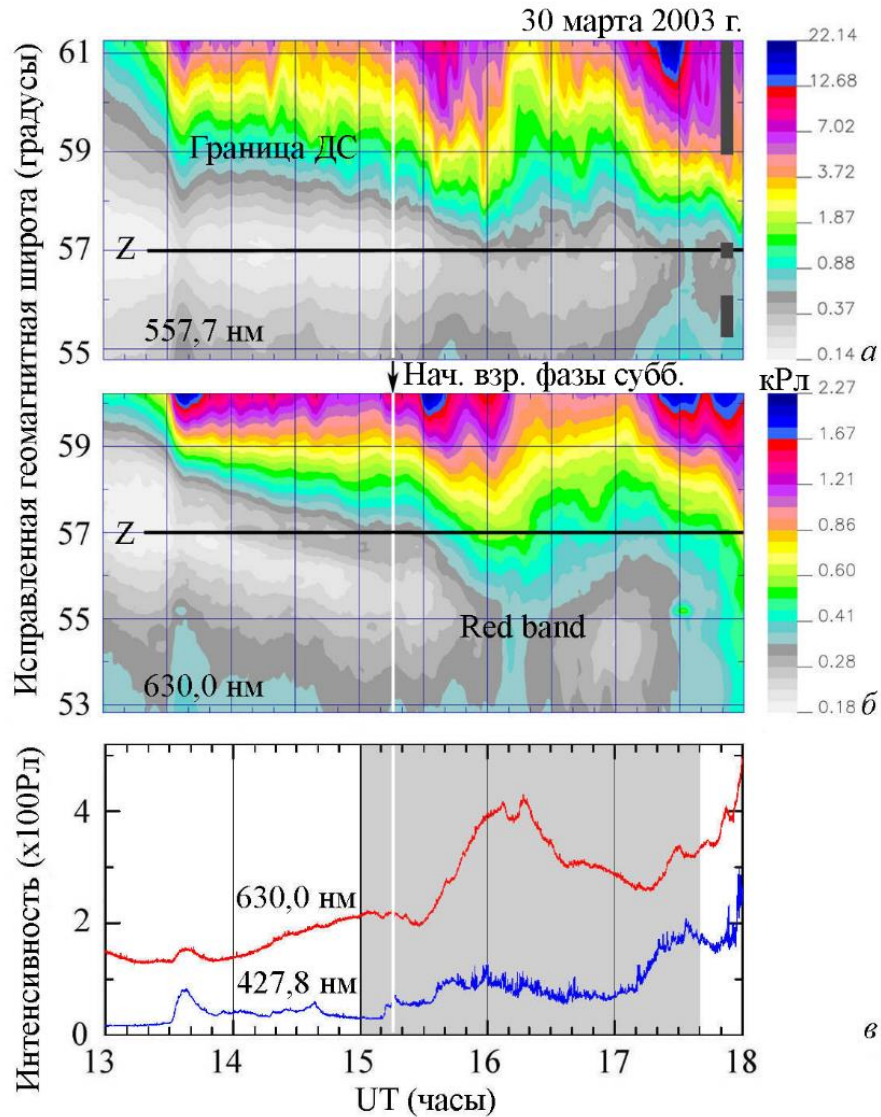 30 марта 2003 г.
Исправленная геомагнитная широта (градусы)
61
59
57
55
Граница ДС
Z
557,7 нм
22.14
12.68
7.02
3.72
1.87
0.88
0.37
0.14
а
Нач. взр. фазы субб.
кРл
59
57
55
53
Z
Red band
630,0 нм
2.27
1.67
1.21
0.86
0.60
0.41
0.28
0.18
б
Интенсивность (x100Рл)
4
2
0
630,0 нм
427,8 нм
в
13 14 15 16 17 18
UT (часы)